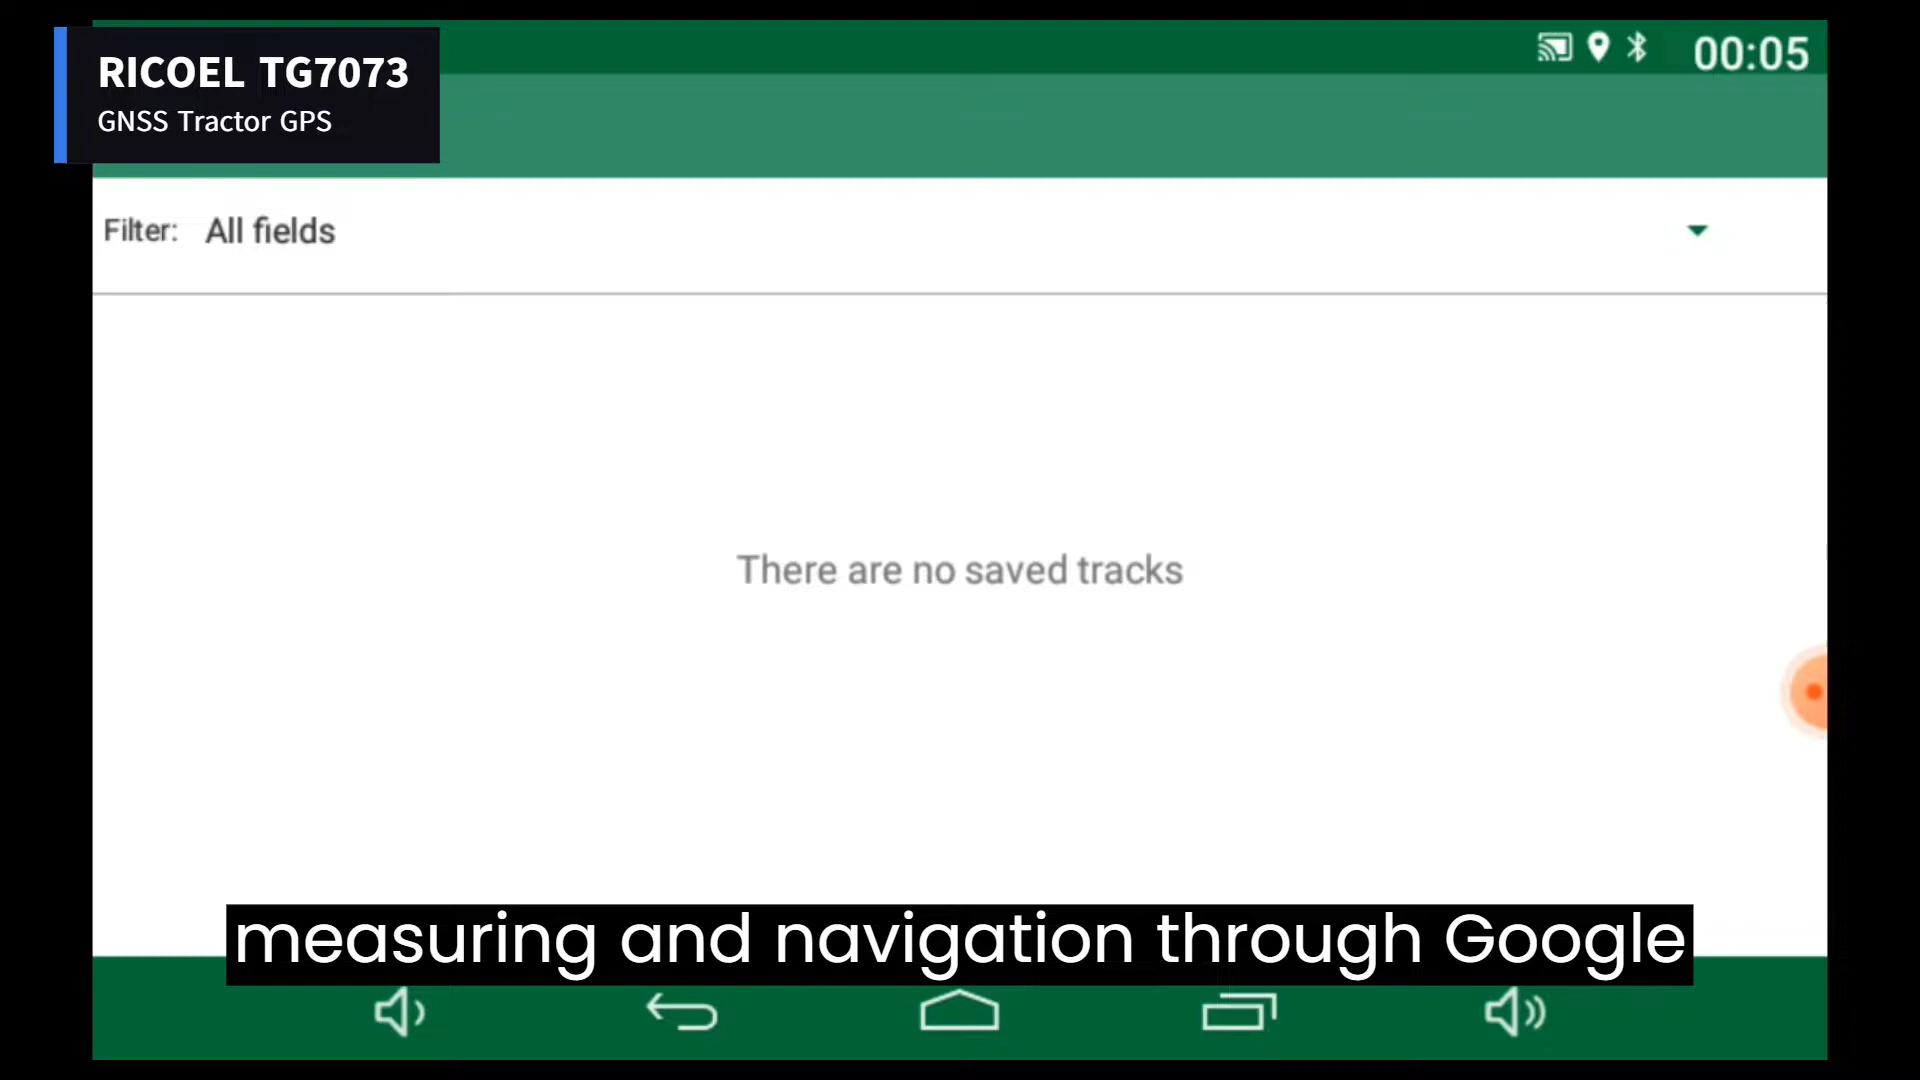 RICOEL TG7073
GNSS Tractor GPS
00:05
Filter: All fields
There are no saved tracks
measuring and navigation through Google